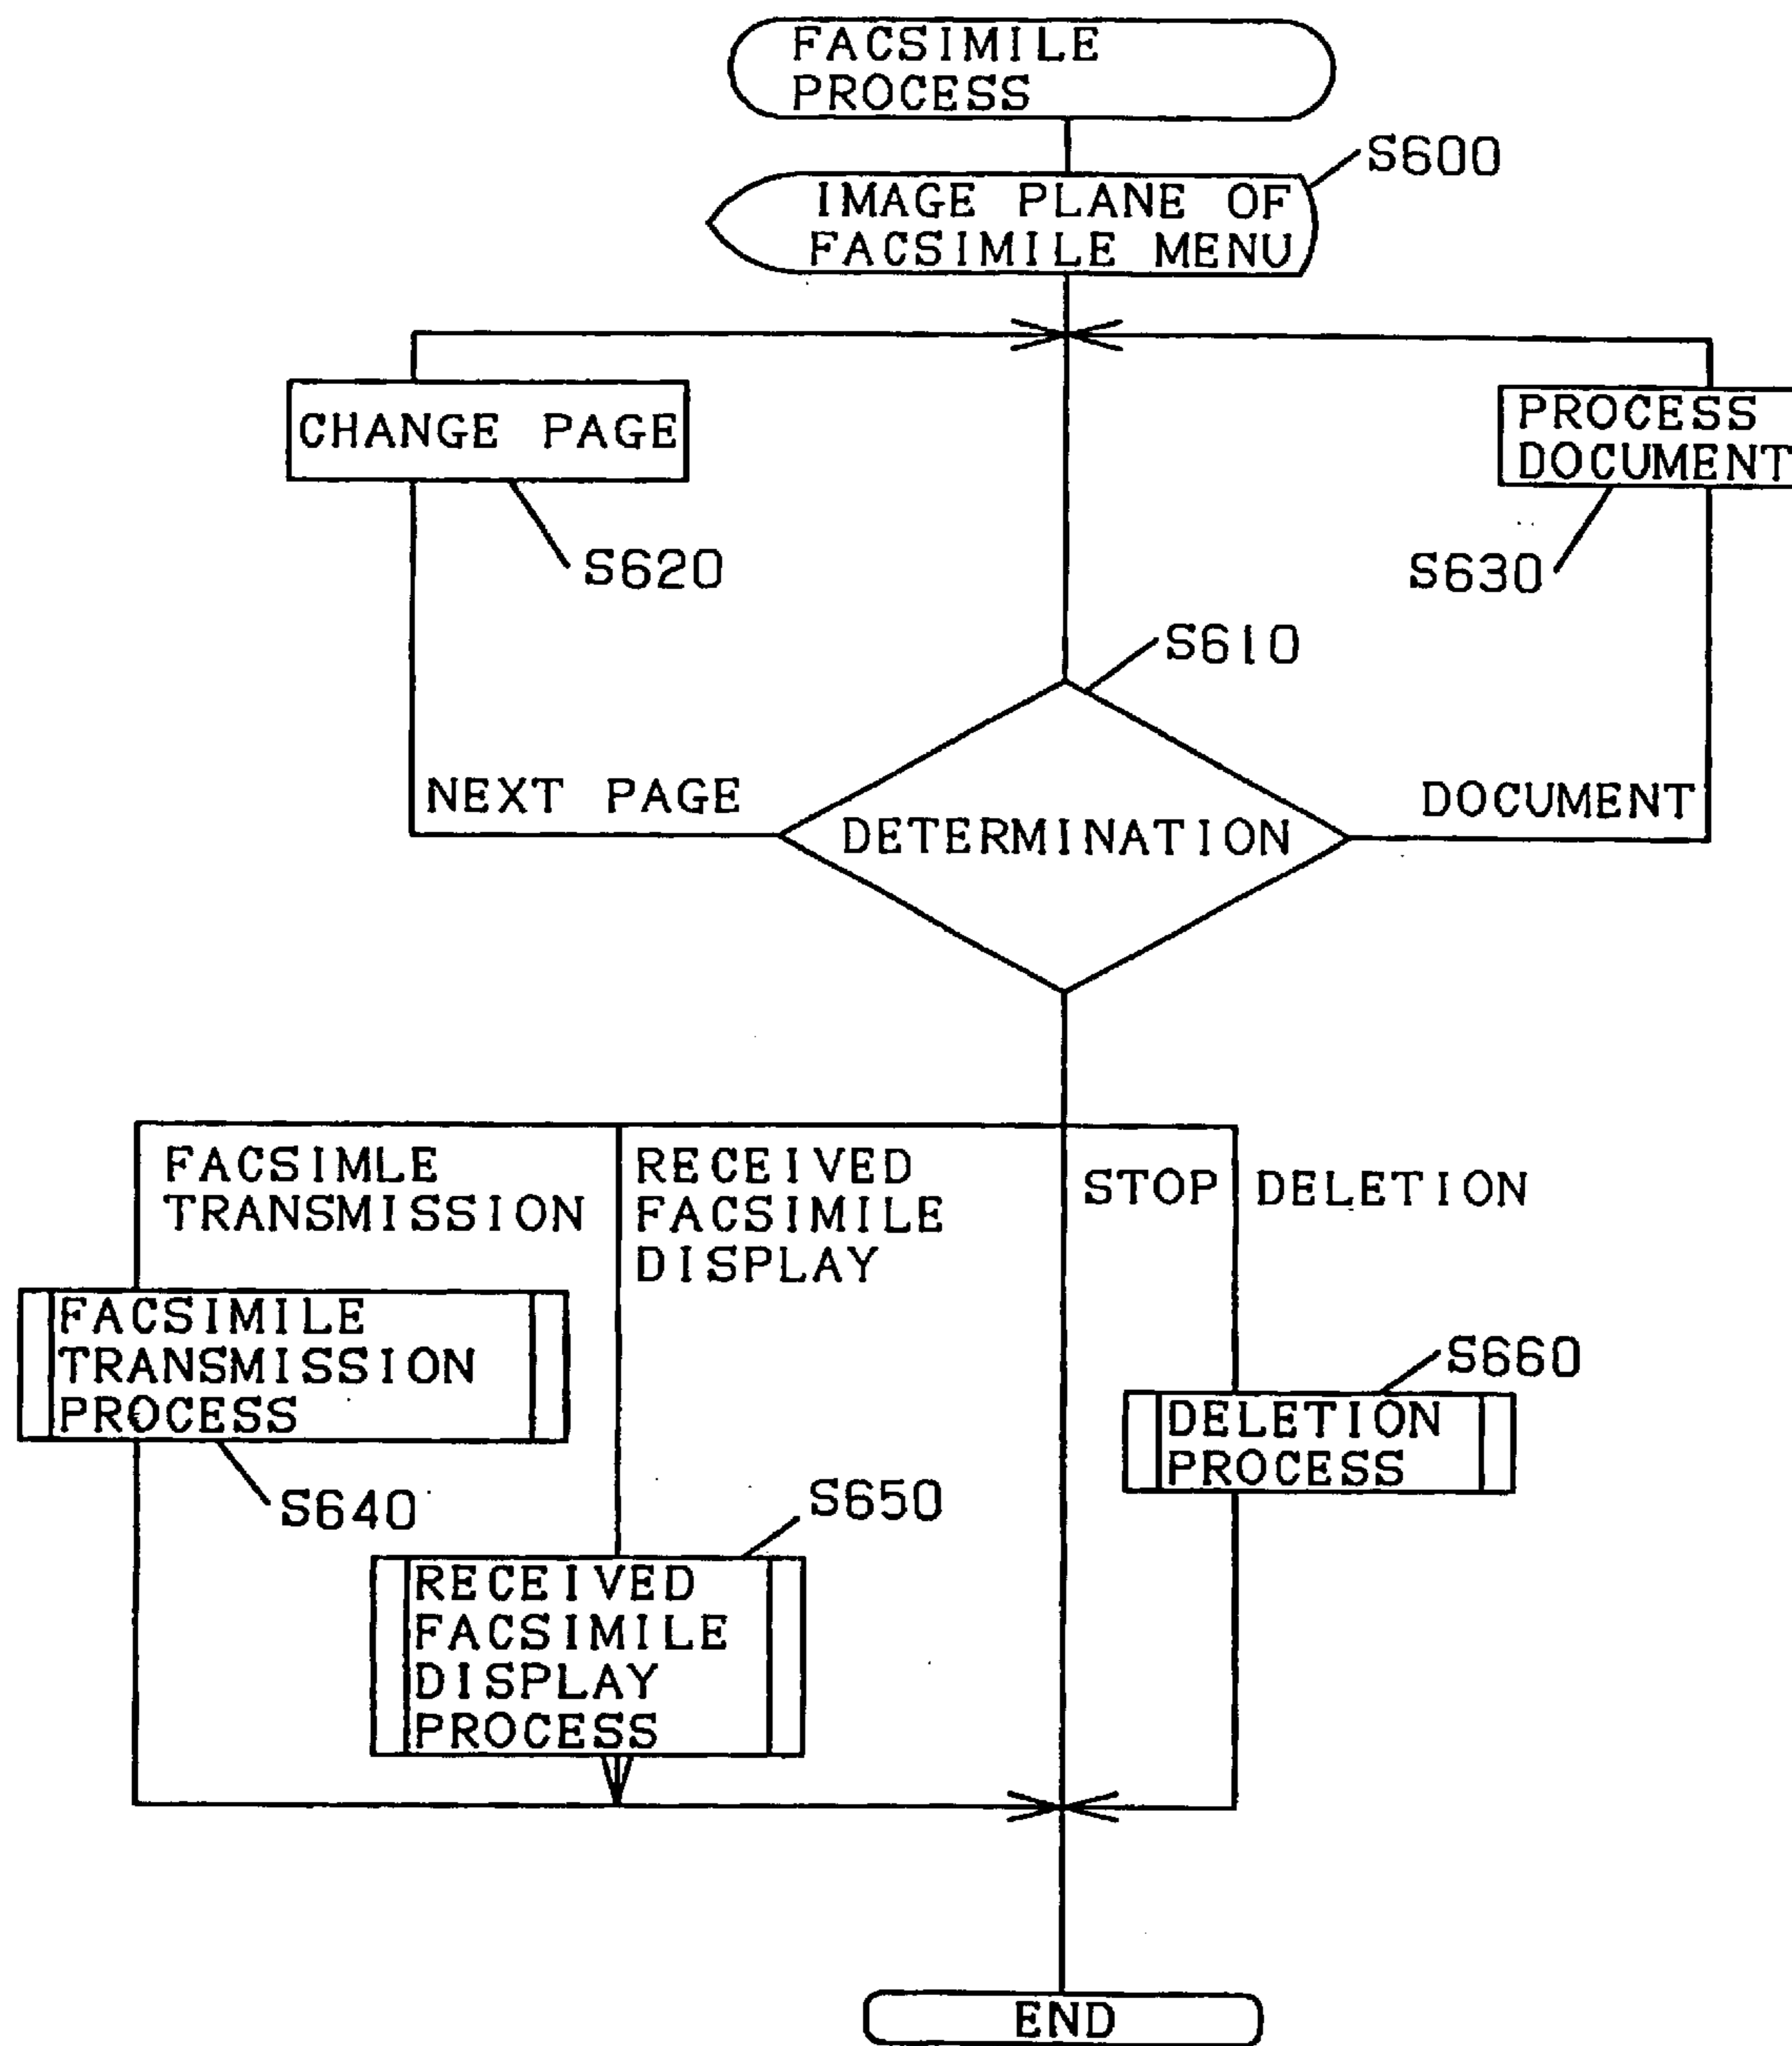 FACSIMILE
PROCESS
S600
IMAGE PLANE OF
FACSIMILE MENU
CHANGE PAGE
PROCESS
DOCUMENT
S620
S630
S610
NEXT PAGE
DOCUMENT
DETERMINATION
FACSIMLE
TRANSMISSION
RECEIVED
FACSIMILE
DISPLAY
STOP
DELETION
FACSIMILE
TRANSMISSION
PROCESS
S660
DELETION
PROCESS
S640
S650
RECEIVED
FACSIMILE
DISPLAY
PROCESS
END